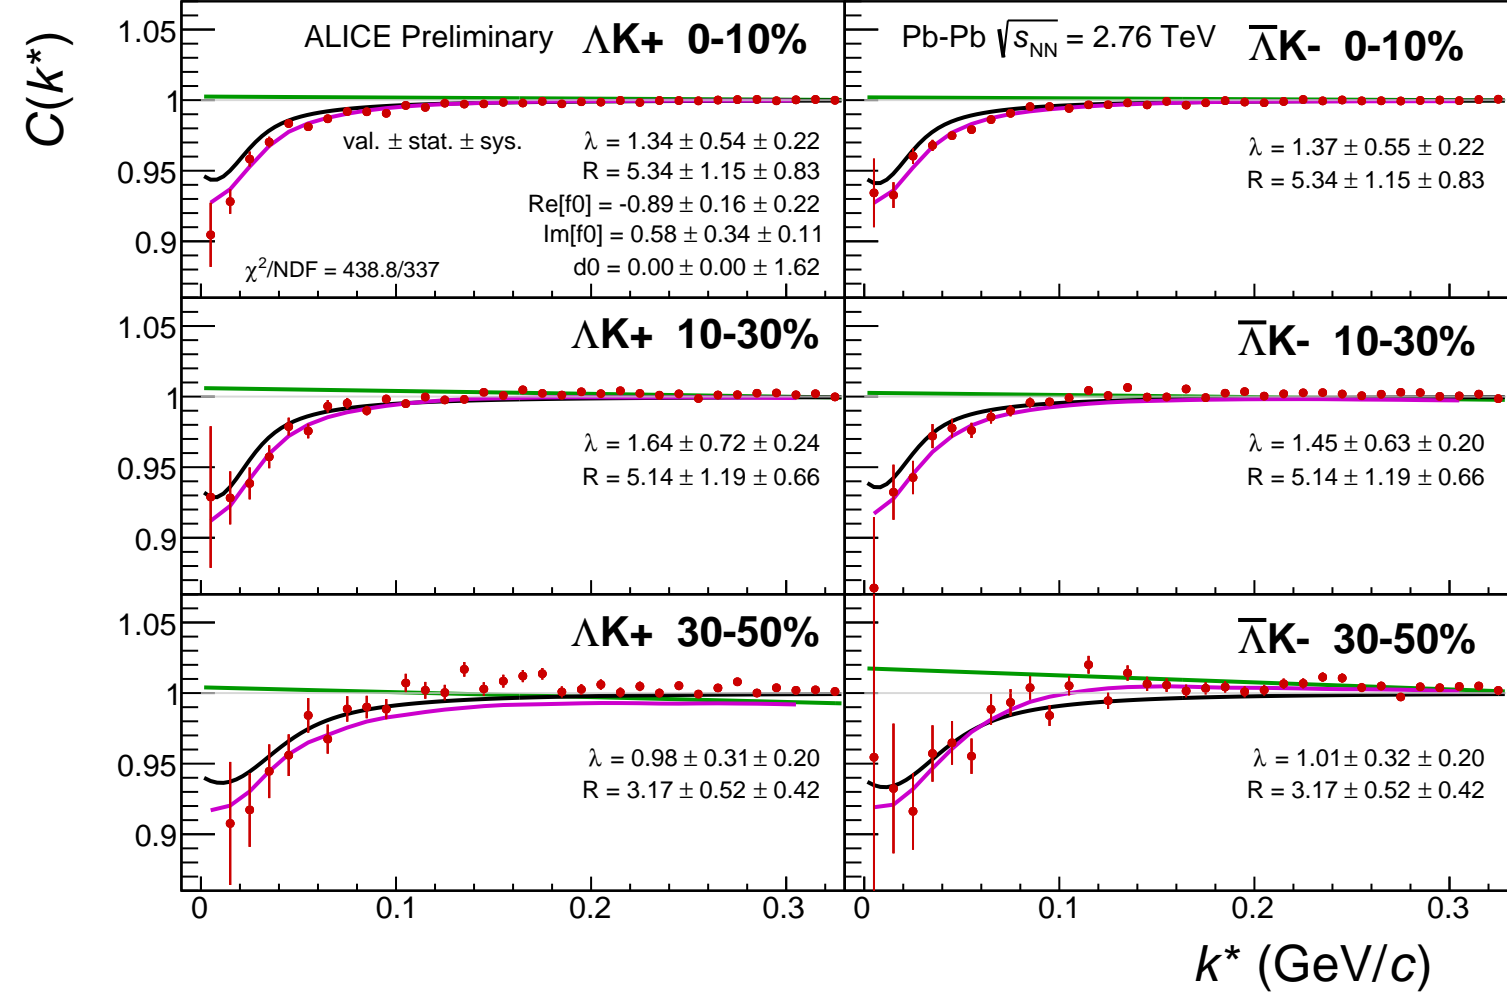 C(k*)
ALICE Preliminary ΛK+ 0-10%
val. ± stat. ± sys.
λ = 1.34 ± 0.54 ± 0.22
R = 5.34 ± 1.15 ± 0.83
Re[f0] = -0.89 ± 0.16 ± 0.22
Im[f0] = 0.58 ± 0.34 ± 0.11
d0 = 0.00 ± 0.00 ± 1.62
χ²/NDF = 438.8/337
1.05
1
0.95
0.9
Pb-Pb √sNN = 2.76 TeV Λ̅K- 0-10%
λ = 1.37 ± 0.55 ± 0.22
R = 5.34 ± 1.15 ± 0.83
ΛK+ 10-30%
λ = 1.64 ± 0.72 ± 0.24
R = 5.14 ± 1.19 ± 0.66
1.05
1
0.95
0.9
Λ̅K- 10-30%
λ = 1.45 ± 0.63 ± 0.20
R = 5.14 ± 1.19 ± 0.66
ΛK+ 30-50%
λ = 0.98 ± 0.31 ± 0.20
R = 3.17 ± 0.52 ± 0.42
1.05
1
0.95
0.9
Λ̅K- 30-50%
λ = 1.01 ± 0.32 ± 0.20
R = 3.17 ± 0.52 ± 0.42
0 0.1 0.2 0.3
0 0.1 0.2 0.3
k* (GeV/c)